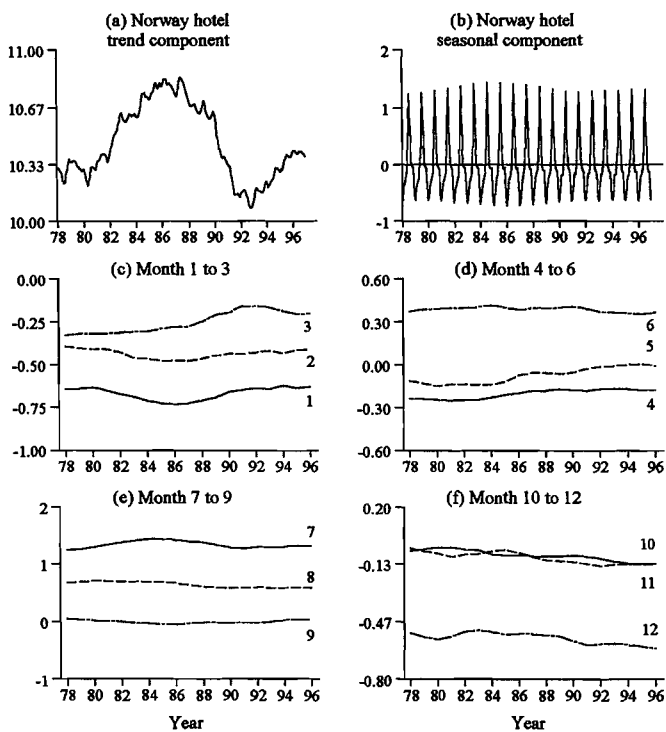 (a) Norway hotel
trend component
11.00
10.67
10.33
10.00
78 80 82 84 86 88 90 92 94 96
(b) Norway hotel
seasonal component
2
1
0
-1
78 80 82 84 86 88 90 92 94 96
(c) Month 1 to 3
0.00
-0.25
-0.50
-0.75
-1.00
3
2
1
78 80 82 84 86 88 90 92 94 96
(d) Month 4 to 6
0.60
0.30
0.00
-0.30
-0.60
6
5
4
78 80 82 84 86 88 90 92 94 96
(e) Month 7 to 9
2
1
0
-1
7
8
9
78 80 82 84 86 88 90 92 94 96
Year
(f) Month 10 to 12
0.20
-0.13
-0.47
-0.80
10
11
12
78 80 82 84 86 88 90 92 94 96
Year